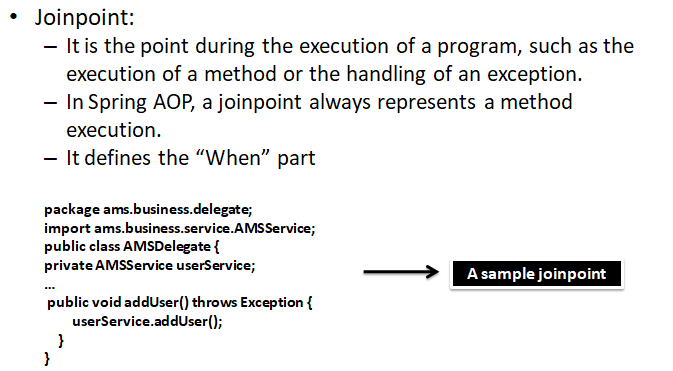 • Joinpoint:
– It is the point during the execution of a program, such as the
execution of a method or the handling of an exception.
– In Spring AOP, a joinpoint always represents a method
execution.
– It defines the “When” part
package ams.business.delegate;
import ams.business.service.AMSService;
public class AMSDelegate {
private AMSService userService;
...
public void addUser() throws Exception {
userService.addUser();
}
}
A sample joinpoint